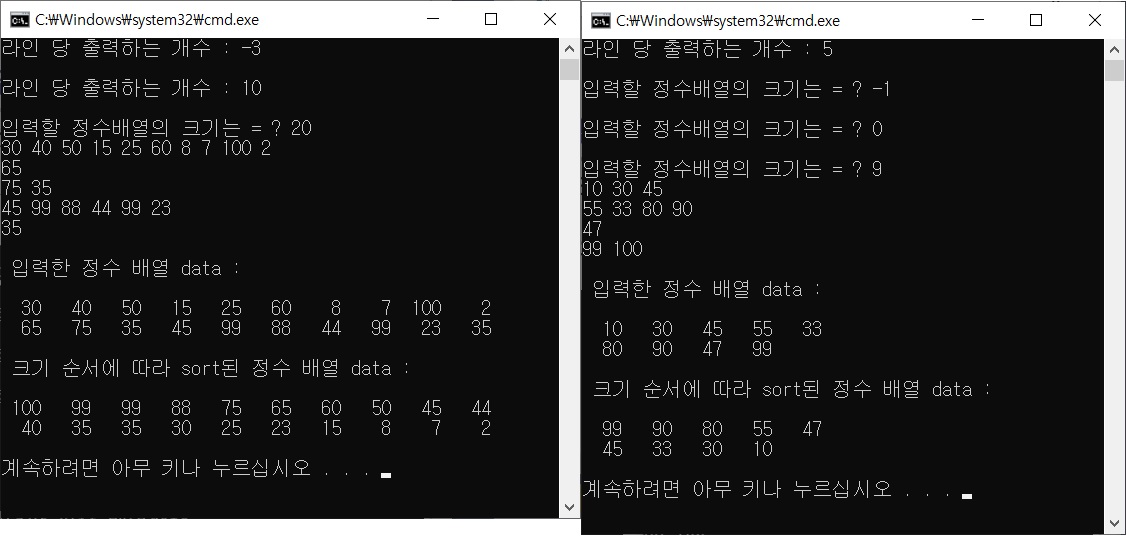 C:₩Windows₩system32₩cmd.exe
라인 당 출력하는 개수 : -3
라인 당 출력하는 개수 : 10
입력할 정수배열의 크기는 = ? 20
30 40 50 15 25 60 8 7 100 2
65
75 35
45 99 88 44 99 23
35
입력한 정수 배열 data :
30 40 50 15 25 60 8 7 100 2
65 75 35 45 99 88 44 99 23 35
크기 순서에 따라 sort된 정수 배열 data :
100 99 99 88 75 65 60 50 45 44
40 35 35 30 25 23 15 8 7 2
계속하려면 아무 키나 누르십시오 . . .
C:₩Windows₩system32₩cmd.exe
라인 당 출력하는 개수 : 5
입력할 정수배열의 크기는 = ? -1
입력할 정수배열의 크기는 = ? 0
입력할 정수배열의 크기는 = ? 9
10 30 45
55 33 80 90
47
99 100
입력한 정수 배열 data :
10 30 45 55 33
80 90 47 99
크기 순서에 따라 sort된 정수 배열 data :
99 90 80 55 47
45 33 30 10
계속하려면 아무 키나 누르십시오 . . .